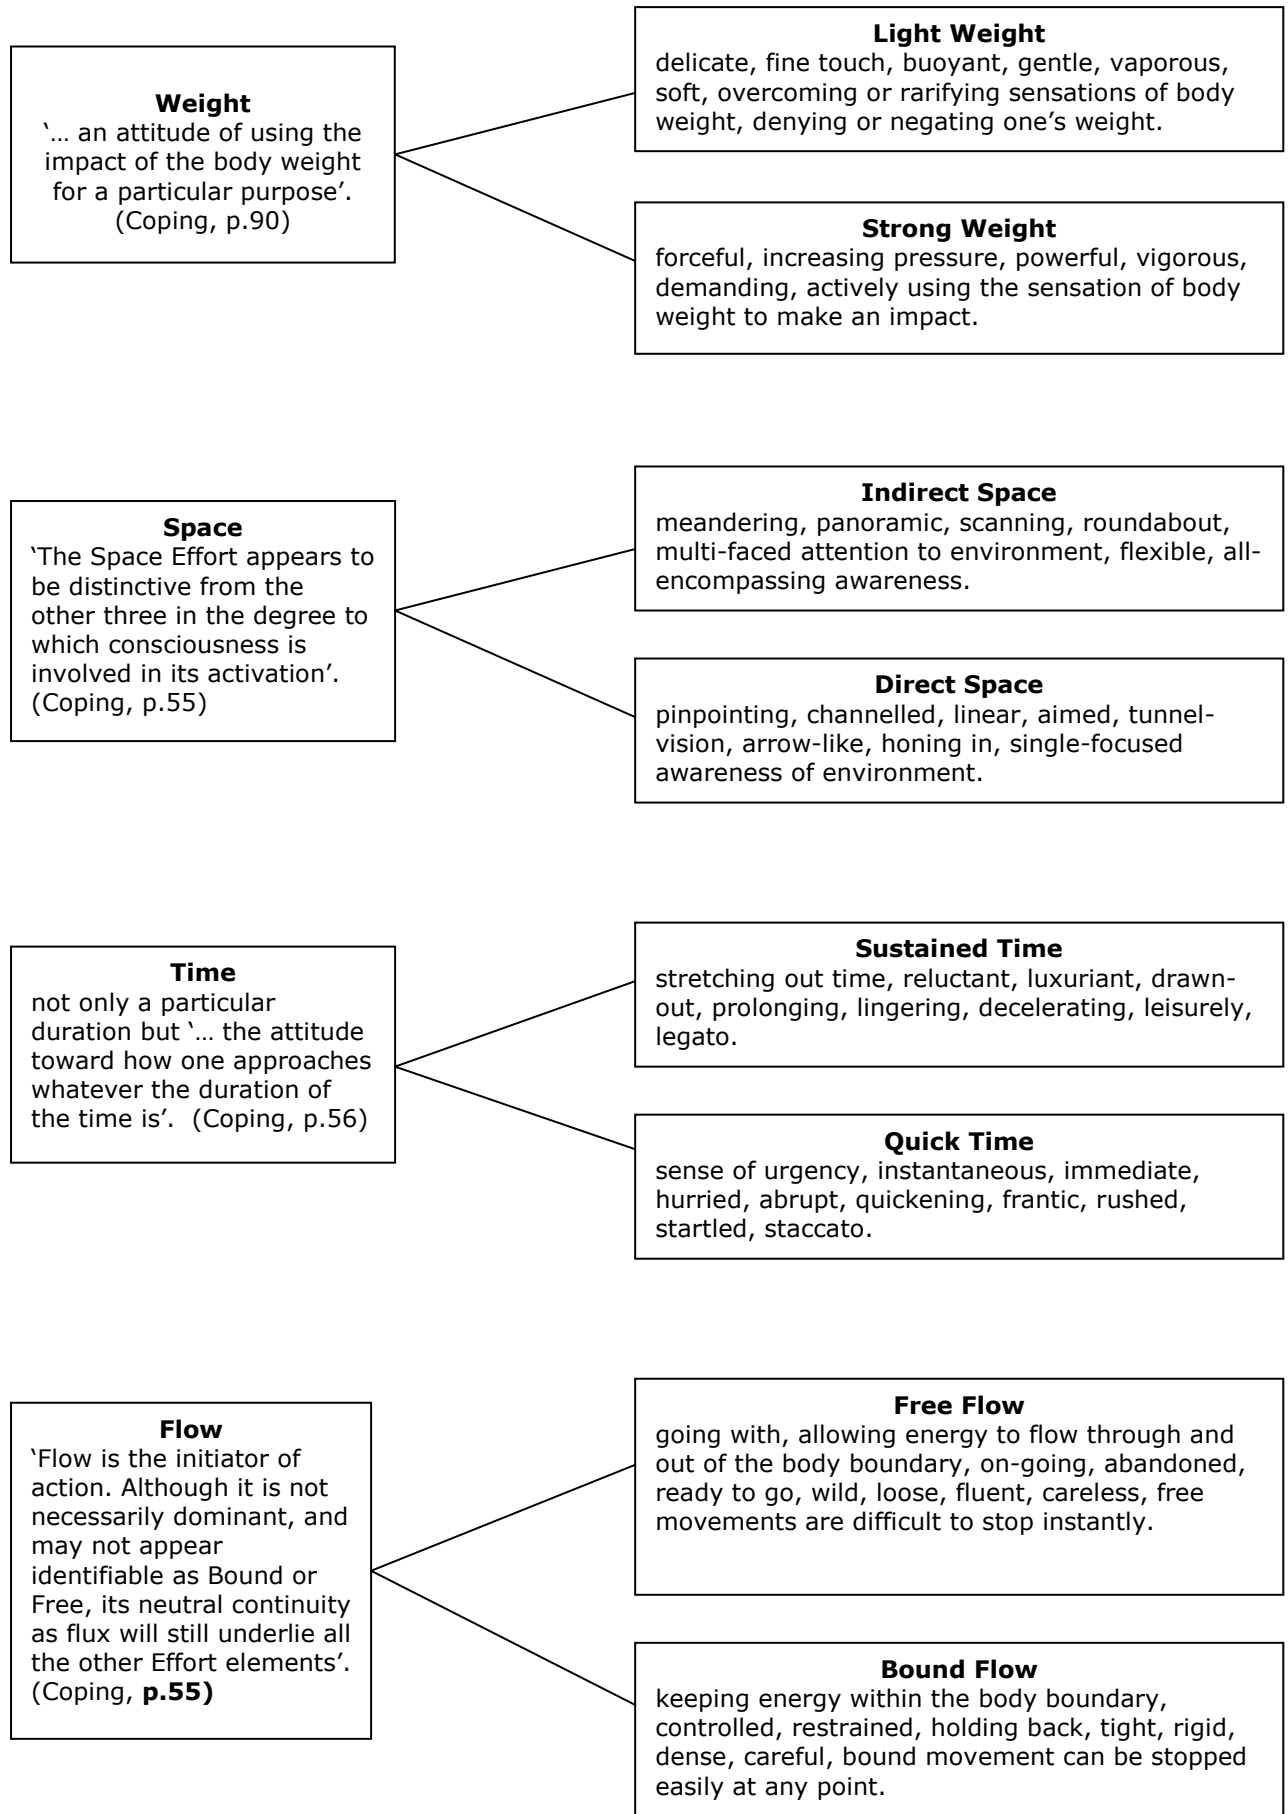 Weight
‘… an attitude of using the
impact of the body weight
for a particular purpose’.
(Coping, p.90)
Light Weight
delicate, fine touch, buoyant, gentle, vaporous,
soft, overcoming or rarifying sensations of body
weight, denying or negating one’s weight.
Strong Weight
forceful, increasing pressure, powerful, vigorous,
demanding, actively using the sensation of body
weight to make an impact.
Space
‘The Space Effort appears to
be distinctive from the
other three in the degree to
which consciousness is
involved in its activation’.
(Coping, p.55)
Indirect Space
meandering, panoramic, scanning, roundabout,
multi-faced attention to environment, flexible, all-
encompassing awareness.
Direct Space
pinpointing, channelled, linear, aimed, tunnel-
vision, arrow-like, honing in, single-focused
awareness of environment.
Time
not only a particular
duration but ‘… the attitude
toward how one approaches
whatever the duration of
the time is’.  (Coping, p.56)
Sustained Time
stretching out time, reluctant, luxuriant, drawn-
out, prolonging, lingering, decelerating, leisurely,
legato.
Quick Time
sense of urgency, instantaneous, immediate,
hurried, abrupt, quickening, frantic, rushed,
startled, staccato.
Flow
‘Flow is the initiator of
action. Although it is not
necessarily dominant, and
may not appear
identifiable as Bound or
Free, its neutral continuity
as flux will still underlie all
the other Effort elements’.
(Coping, p.55)
Free Flow
going with, allowing energy to flow through and
out of the body boundary, on-going, abandoned,
ready to go, wild, loose, fluent, careless, free
movements are difficult to stop instantly.
Bound Flow
keeping energy within the body boundary,
controlled, restrained, holding back, tight, rigid,
dense, careful, bound movement can be stopped
easily at any point.